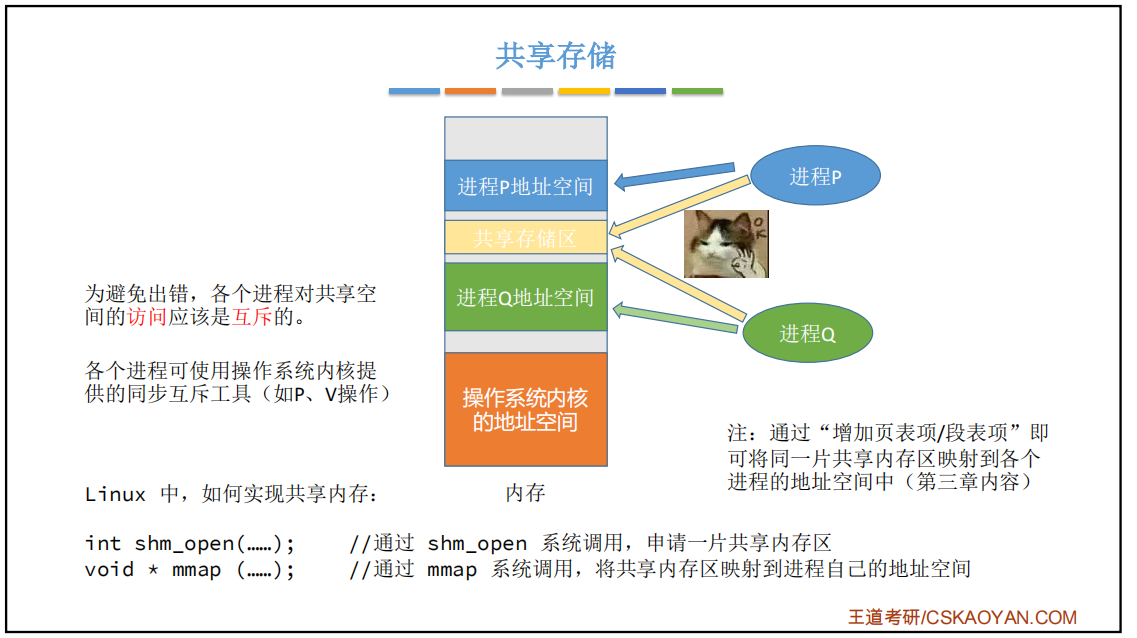 共享存储
进程P地址空间
进程P
共享存储区
OK
为避免出错，各个进程对共享空
间的访问应该是互斥的。
进程Q地址空间
进程Q
各个进程可使用操作系统内核提
供的同步互斥工具（如P、V操作）
操作系统内核
的地址空间
注：通过“增加页表项/段表项”即
可将同一片共享内存区映射到各个
进程的地址空间中（第三章内容）
Linux 中，如何实现共享内存：
内存
int shm_open(……); //通过 shm_open 系统调用，申请一片共享内存区
void * mmap (……); //通过 mmap 系统调用，将共享内存区映射到进程自己的地址空间
王道考研/CSKAOYAN.COM